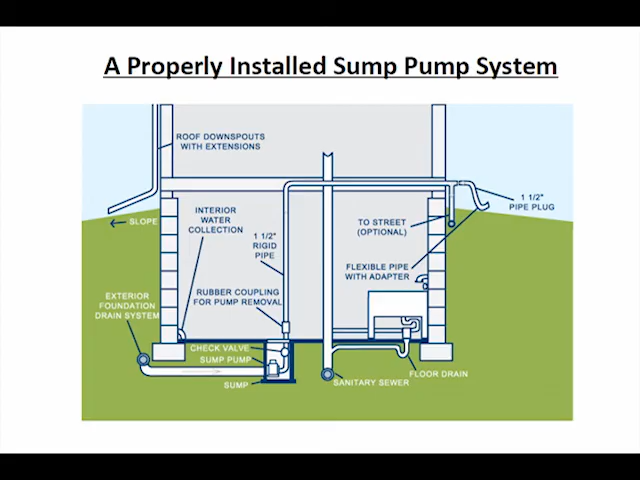 A Properly Installed Sump Pump System
ROOF DOWNSPOUTS
WITH EXTENSIONS
SLOPE
INTERIOR
WATER
COLLECTION
1 1/2"
RIGID
PIPE
TO STREET
(OPTIONAL)
1 1/2"
PIPE PLUG
FLEXIBLE PIPE
WITH ADAPTER
RUBBER COUPLING
FOR PUMP REMOVAL
EXTERIOR
FOUNDATION
DRAIN SYSTEM
CHECK VALVE
SUMP PUMP
SUMP
SANITARY SEWER
FLOOR DRAIN